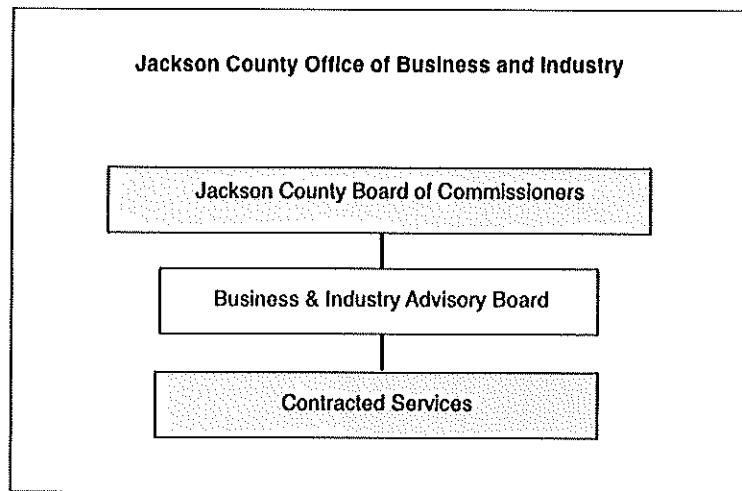 Jackson County Office of Business and Industry
Jackson County Board of Commissioners
Business & Industry Advisory Board
Contracted Services